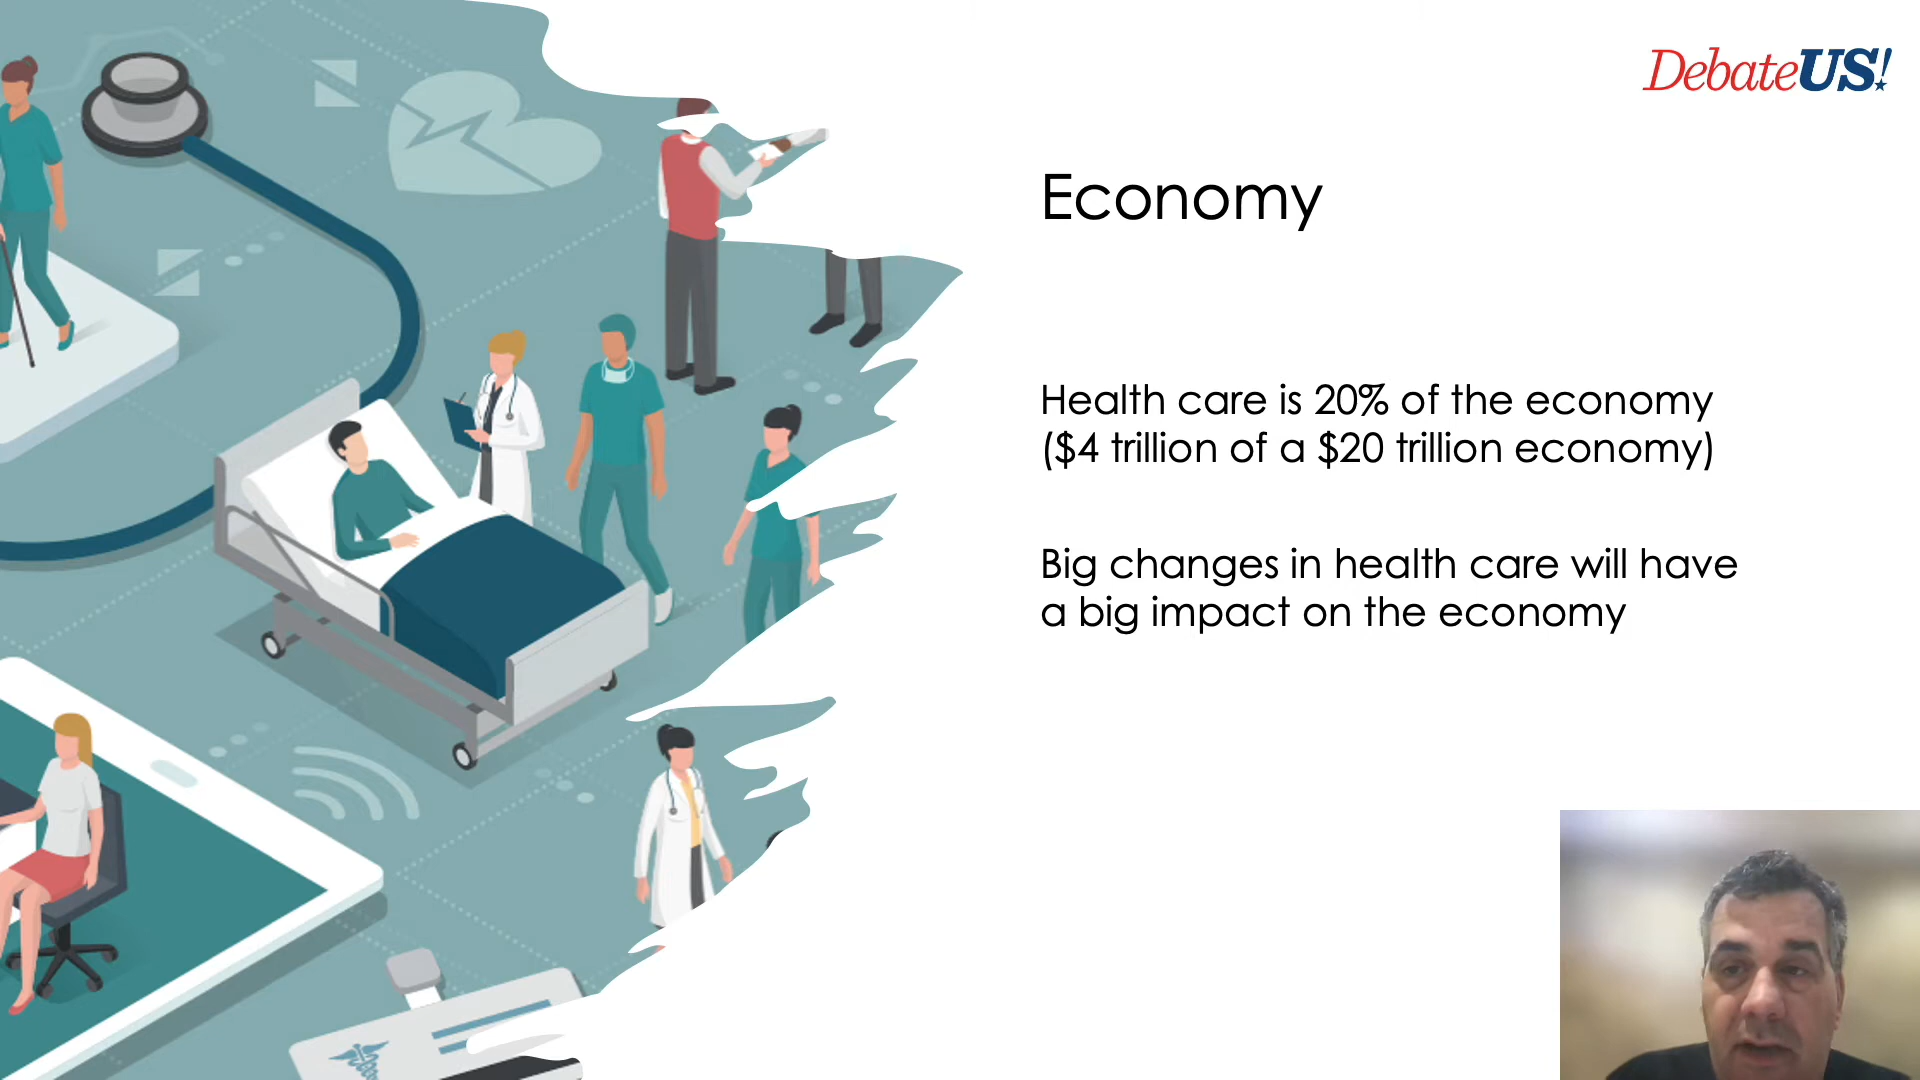 DebateUS!
Economy
Health care is 20% of the economy
($4 trillion of a $20 trillion economy)
Big changes in health care will have
a big impact on the economy